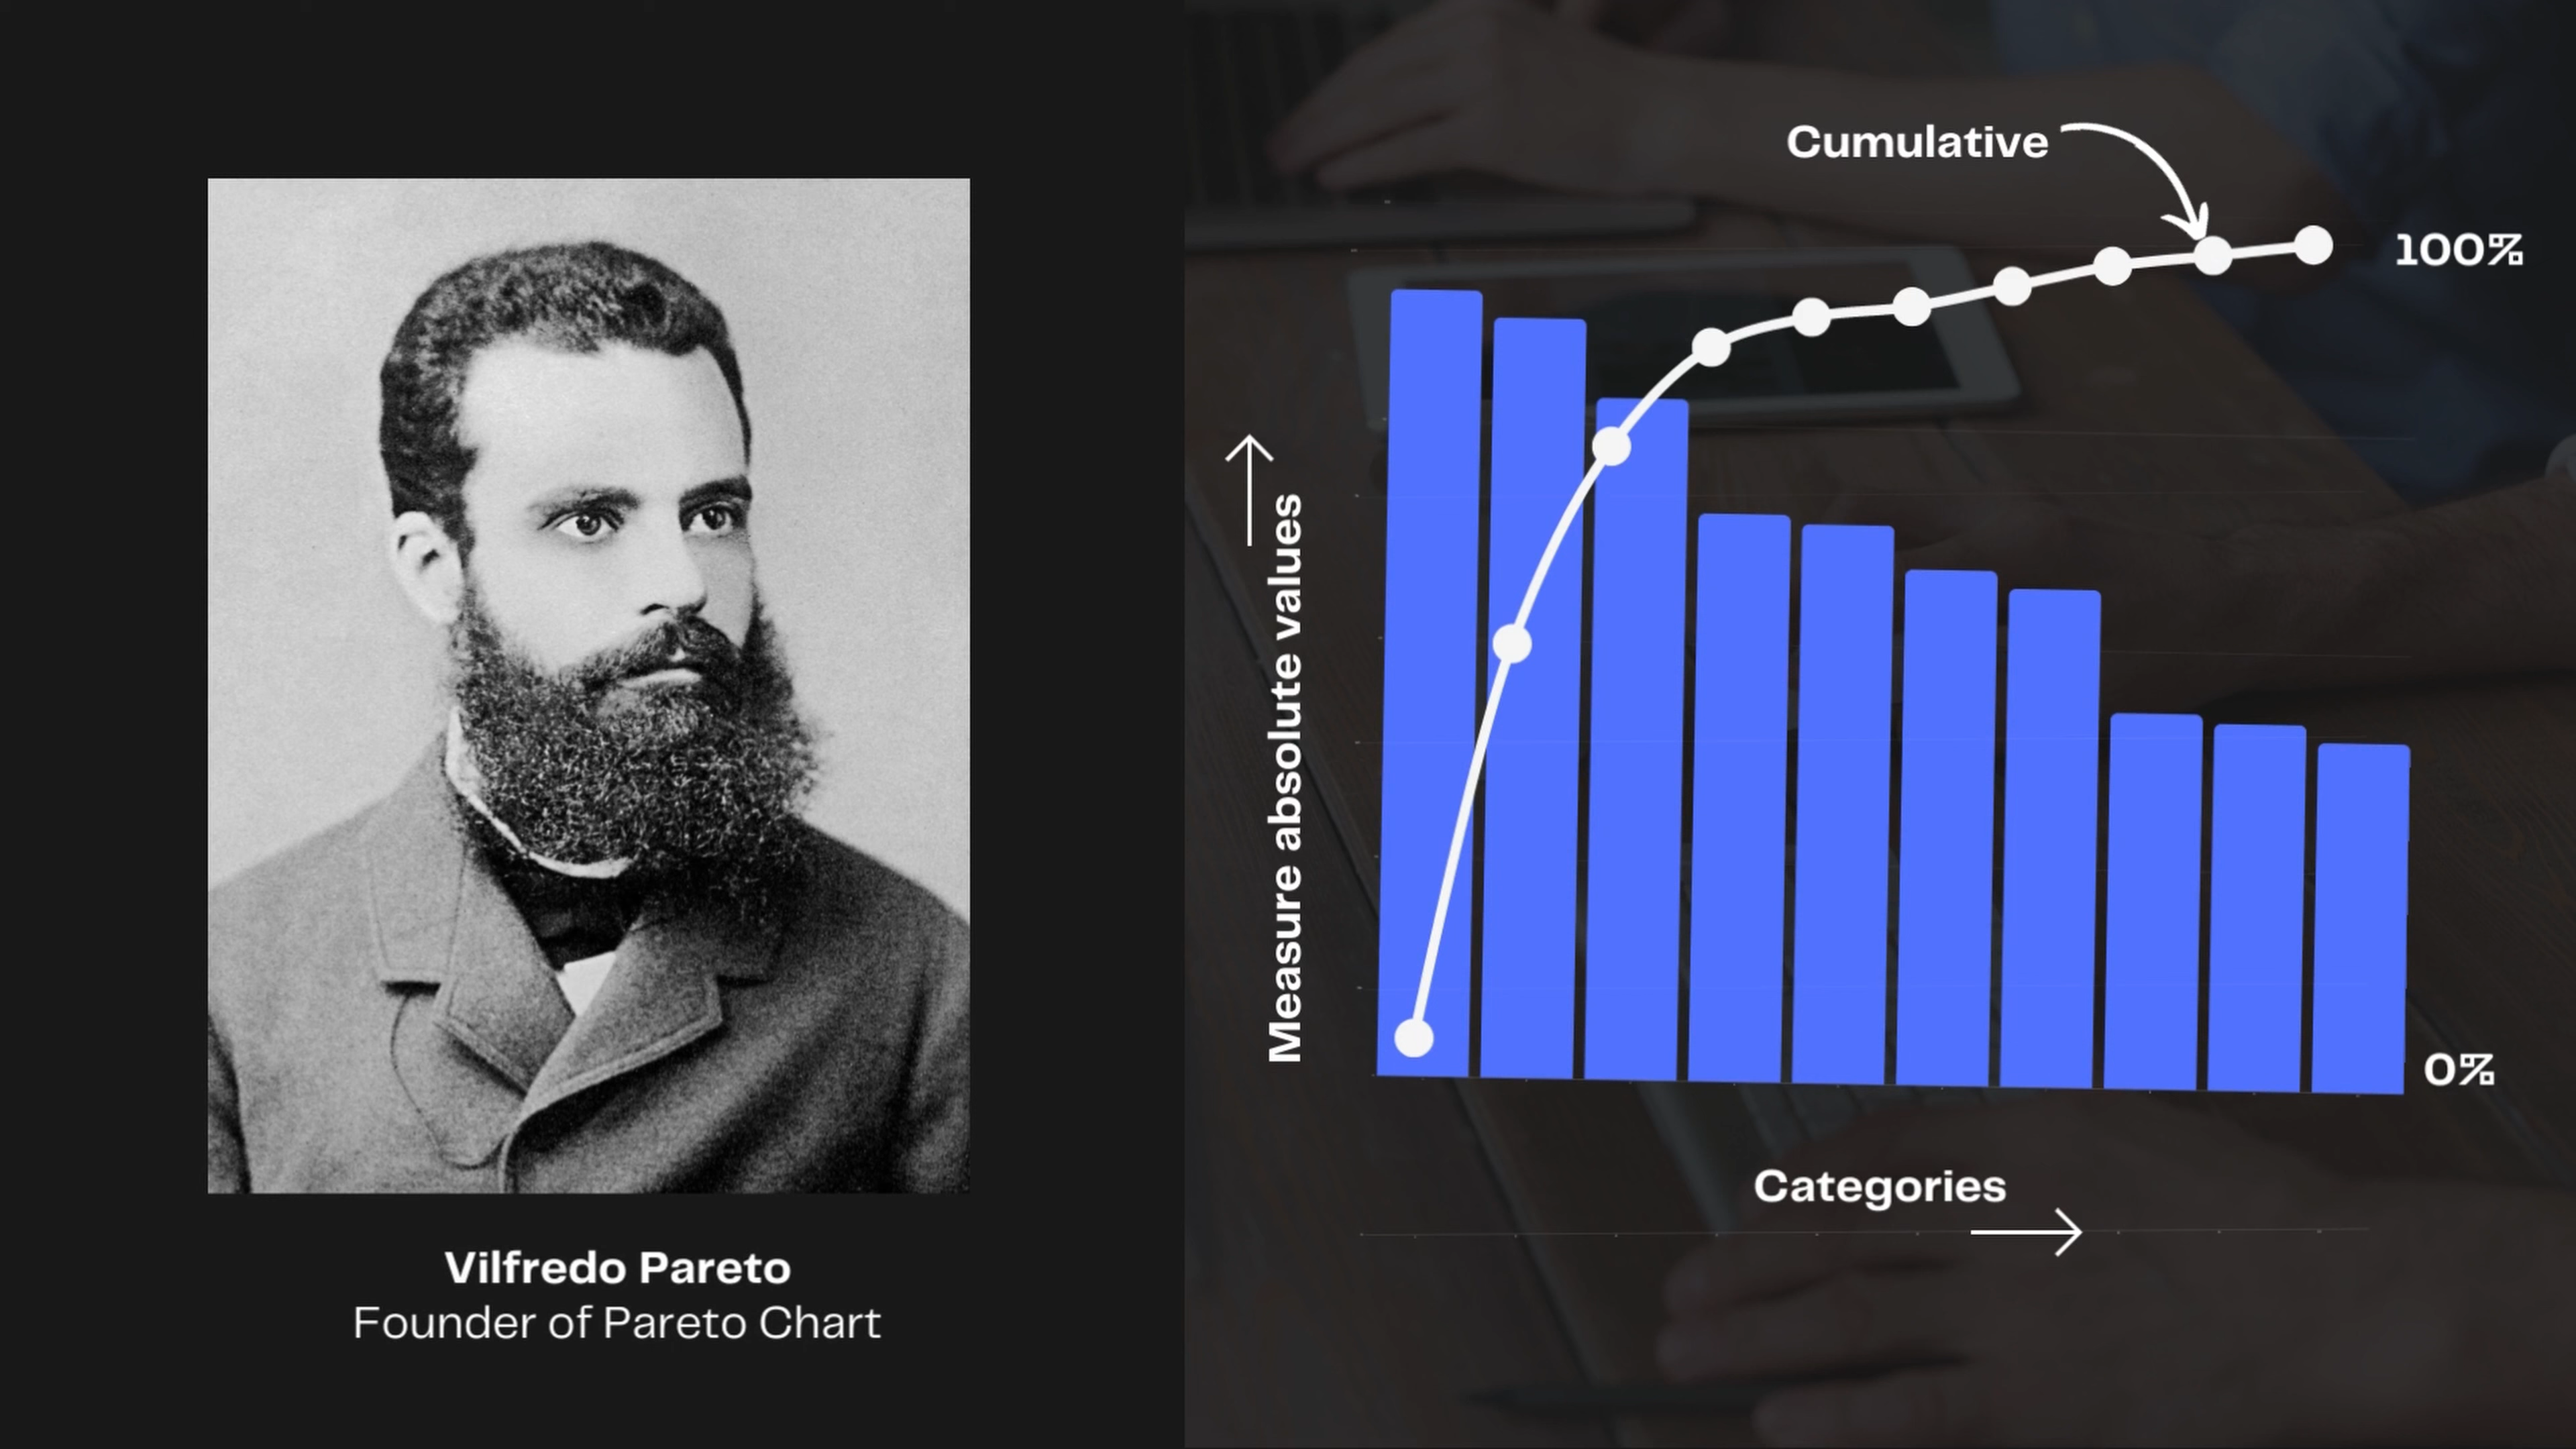 Vilfredo Pareto
Founder of Pareto Chart
Cumulative
100%
Measure absolute values
0%
Categories